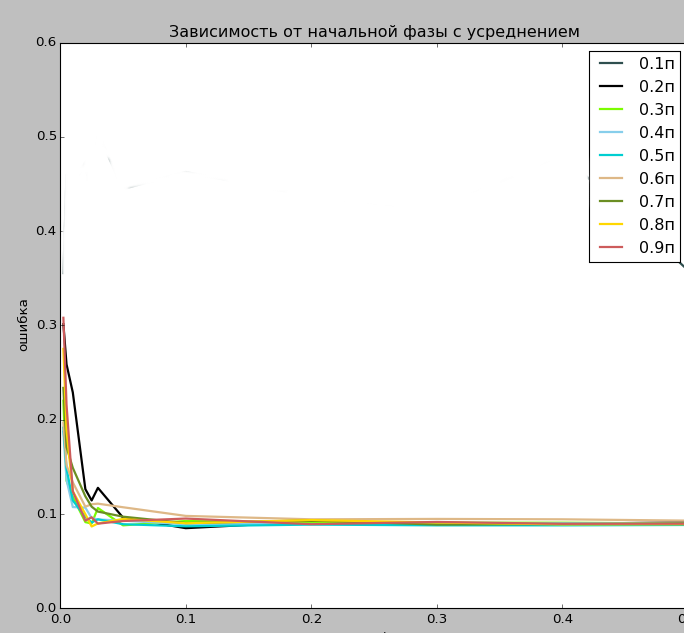 Зависимость от начальной фазы с усреднением
0.6
0.5
0.4
0.3
0.2
0.1
0.0
ошибка
0.1п
0.2п
0.3п
0.4п
0.5п
0.6п
0.7п
0.8п
0.9п
0.0 0.1 0.2 0.3 0.4